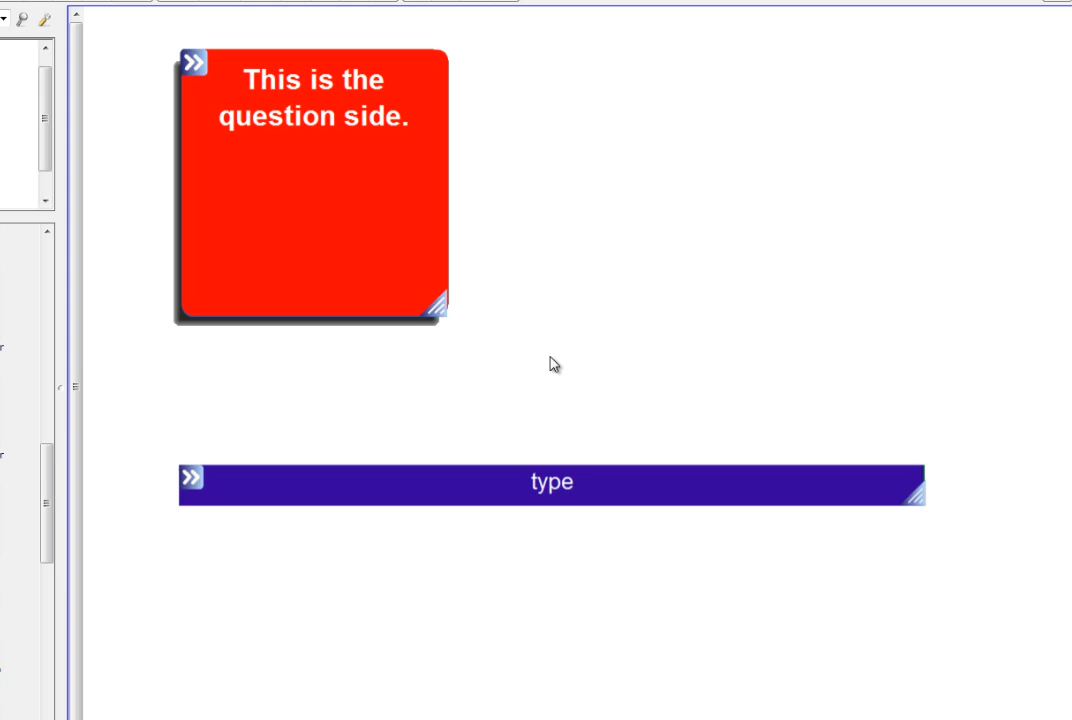 This is the
question side.
type